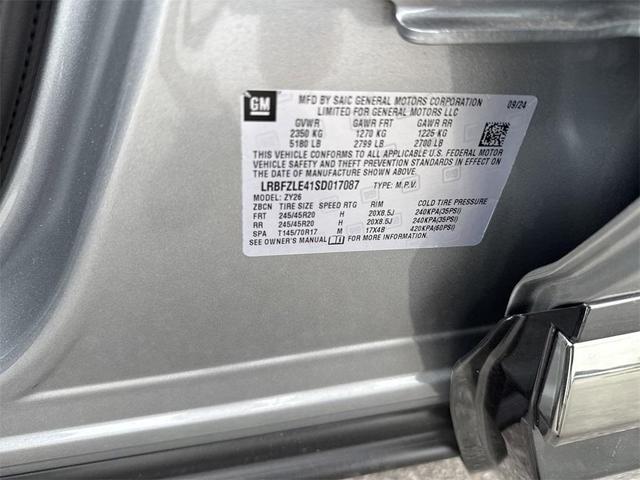 GM
MFD BY SAIC GENERAL MOTORS CORPORATION 09/24
LIMITED FOR GENERAL MOTORS LLC
GVWR GAWR FRT GAWR RR
2350 KG 1270 KG 1225 KG
5180 LB 2799 LB 2700 LB
THIS VEHICLE CONFORMS TO ALL APPLICABLE U.S. FEDERAL MOTOR
VEHICLE SAFETY AND THEFT PREVENTION STANDARDS IN EFFECT ON
THE DATE OF MANUFACTURE SHOWN ABOVE.
LRBFZLE41SD017087 TYPE: M.P.V.
MODEL: ZY26
ZBCN TIRE SIZE SPEED RTG RIM COLD TIRE PRESSURE
FRT 245/45R20 H 20X8.5J 240KPA(35PSI)
RR 245/45R20 H 20X8.5J 240KPA(35PSI)
SPA T145/70R17 M 17X4B 420KPA(60PSI)
SEE OWNER'S MANUAL FOR MORE INFORMATION.